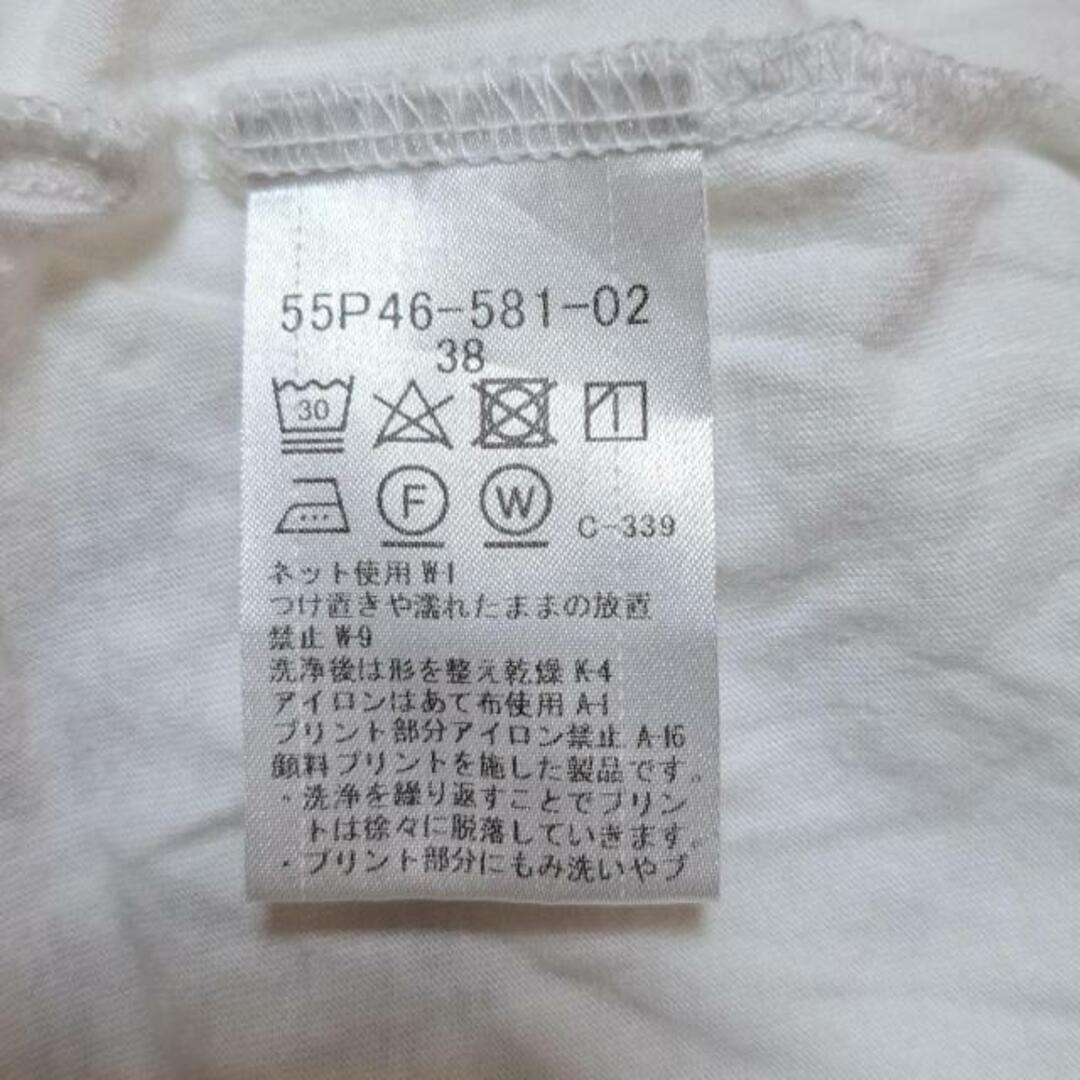 55P46-581-02
38
30
F W C-339
ネット使用 W-1
つけ置きや濡れたままの放置
禁止 W-9
洗浄後は形を整え乾燥 K-4
アイロンはあて布使用 A-1
プリント部分アイロン禁止 A-16
顔料プリントを施した製品です。
・洗浄を繰り返すことでプリン
トは徐々に脱落していきます。
・プリント部分にもみ洗いやブ